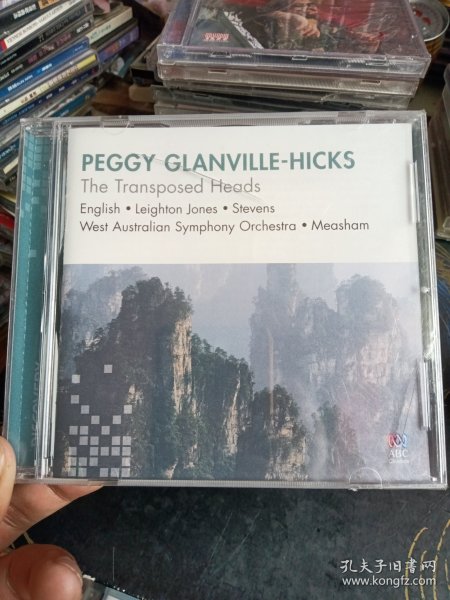 PEGGY GLANVILLE-HICKS
The Transposed Heads
English • Leighton Jones • Stevens
West Australian Symphony Orchestra • Measham
ABC
Classics
孔夫子旧书网
www.kongfz.com